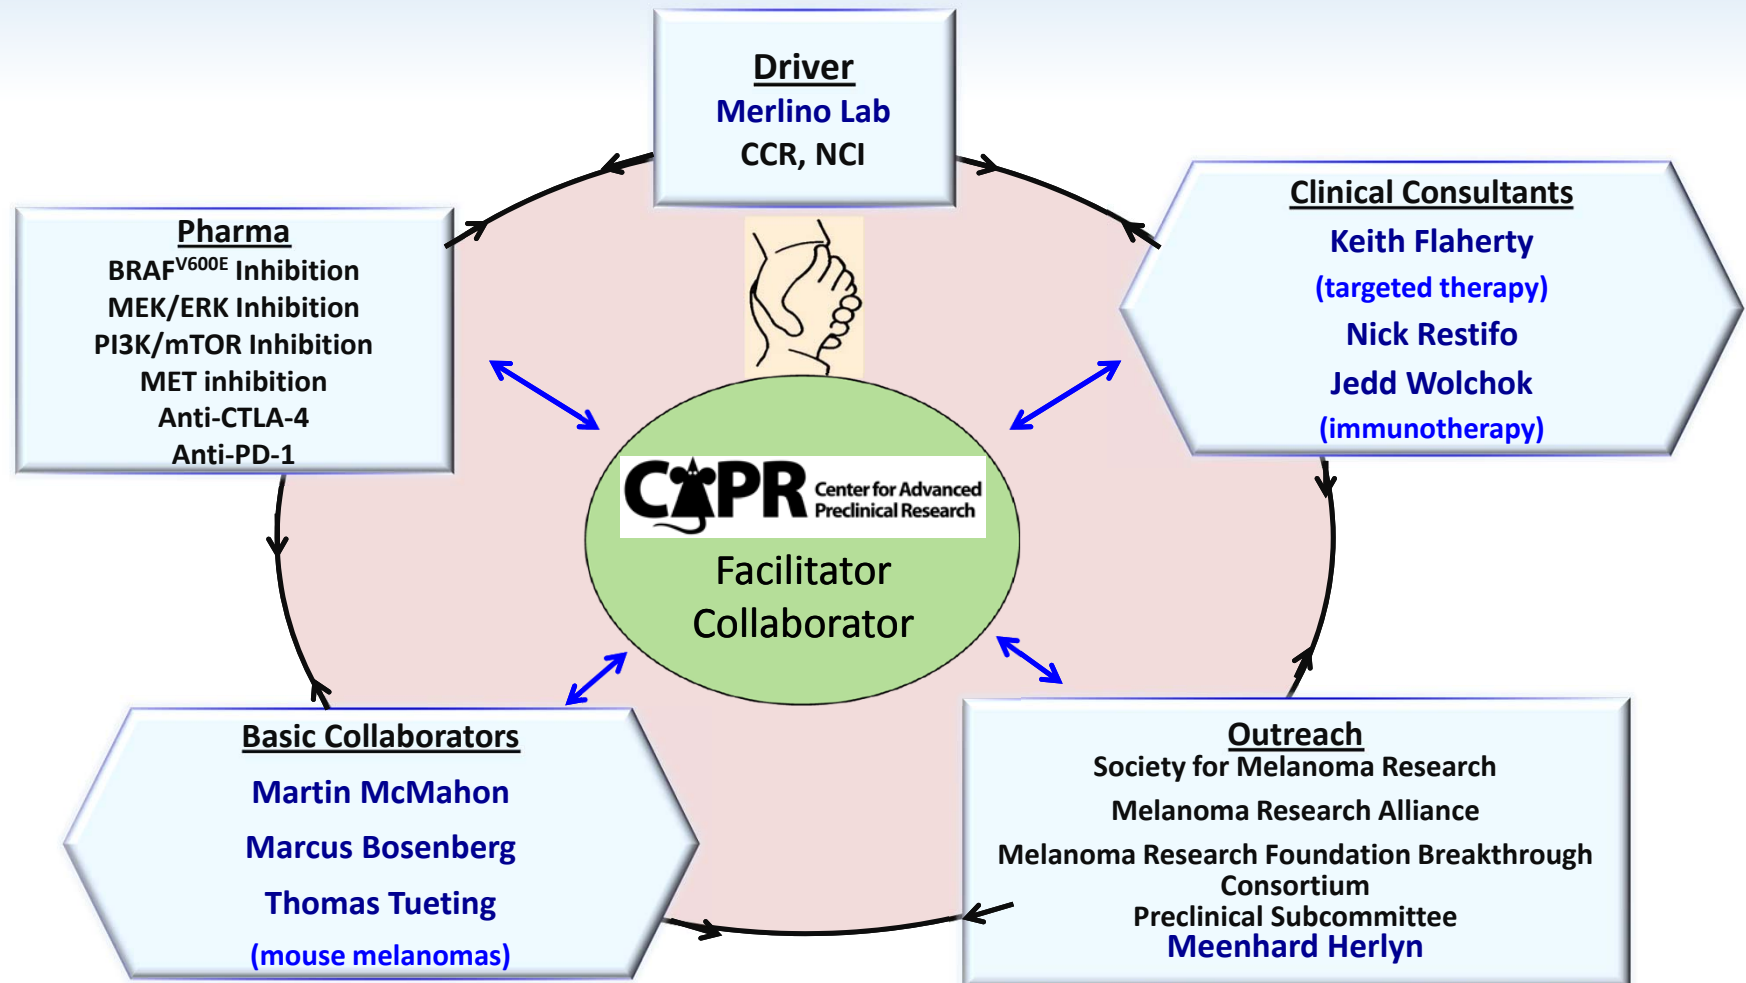 Driver
Merlino Lab
CCR, NCI
Pharma
BRAFV600E Inhibition
MEK/ERK Inhibition
PI3K/mTOR Inhibition
MET inhibition
Anti-CTLA-4
Anti-PD-1
Clinical Consultants
Keith Flaherty
(targeted therapy)
Nick Restifo
Jedd Wolchok
(immunotherapy)
CAPR Center for Advanced
Preclinical Research
Facilitator
Collaborator
Basic Collaborators
Martin McMahon
Marcus Bosenberg
Thomas Tueting
(mouse melanomas)
Outreach
Society for Melanoma Research
Melanoma Research Alliance
Melanoma Research Foundation Breakthrough
Consortium
Preclinical Subcommittee
Meenhard Herlyn